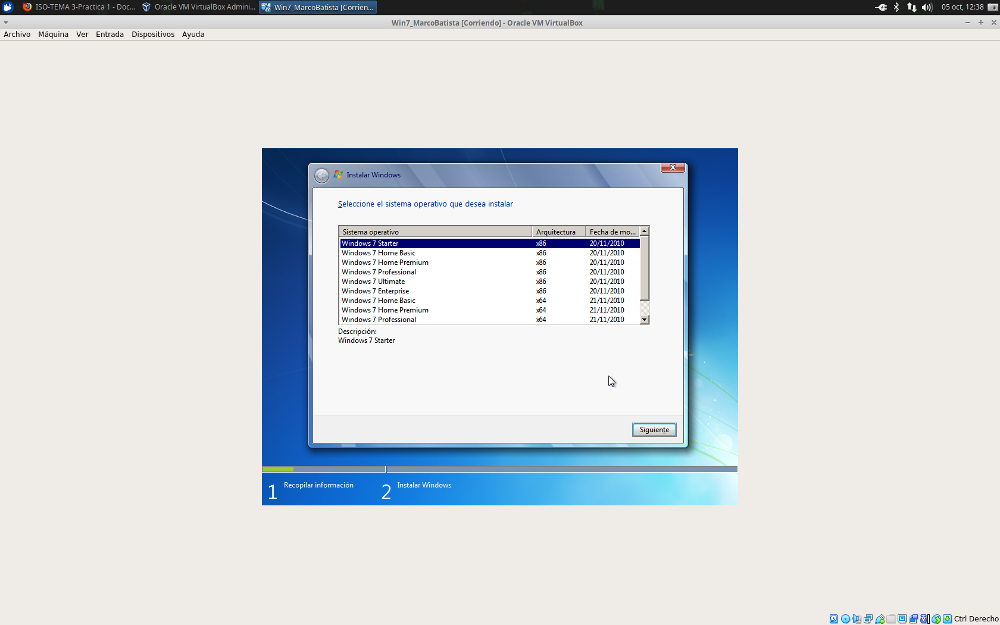 ISO-TEMA 3-Practica 1 - Doc... Oracle VM VirtualBox Admini... Win7_MarcoBatista [Corrien... 05 oct, 12:38
Win7_MarcoBatista [Corriendo] - Oracle VM VirtualBox
Archivo Máquina Ver Entrada Dispositivos Ayuda
Instalar Windows
Seleccione el sistema operativo que desea instalar
Sistema operativo Arquitectura Fecha de mo...
Windows 7 Starter x86 20/11/2010
Windows 7 Home Basic x86 20/11/2010
Windows 7 Home Premium x86 20/11/2010
Windows 7 Professional x86 20/11/2010
Windows 7 Ultimate x86 20/11/2010
Windows 7 Enterprise x86 20/11/2010
Windows 7 Home Basic x64 21/11/2010
Windows 7 Home Premium x64 21/11/2010
Windows 7 Professional x64 21/11/2010
Descripción:
Windows 7 Starter
Siguiente
1 Recopilar información 2 Instalar Windows
Ctrl Derecho